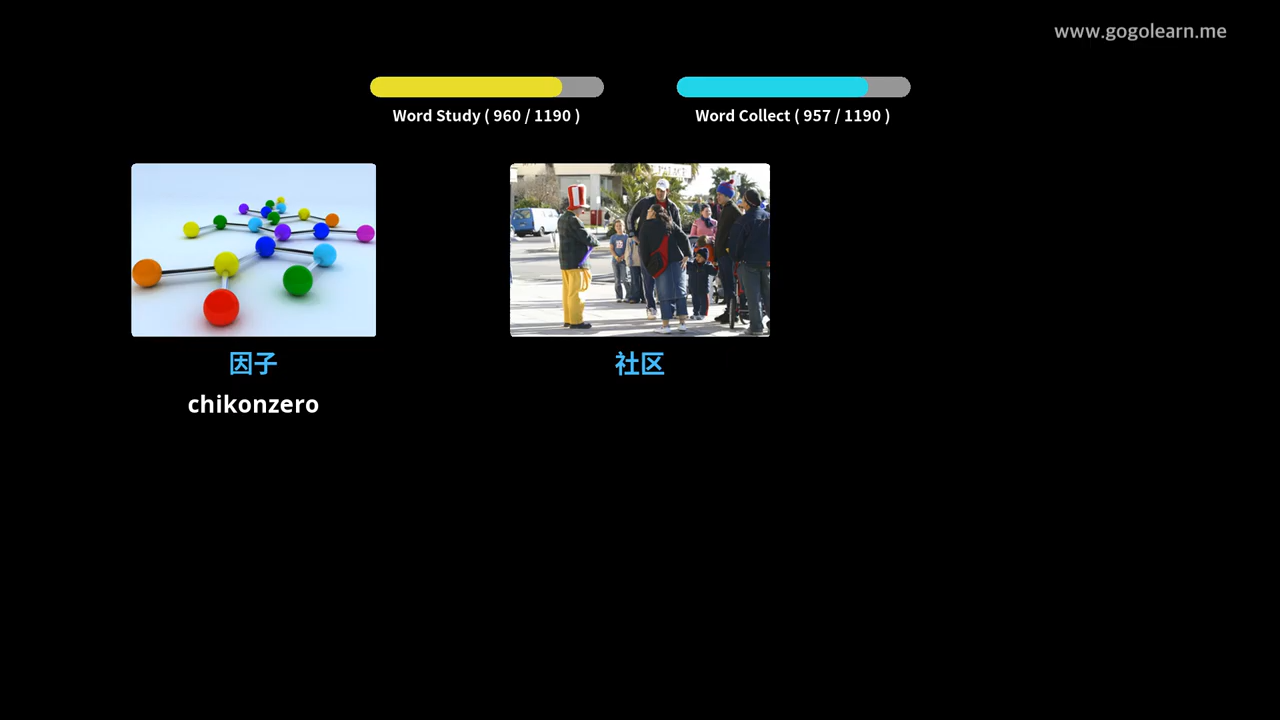 www.gogolearn.me
Word Study ( 960 / 1190 )
Word Collect ( 957 / 1190 )
因子
社区
chikonzero